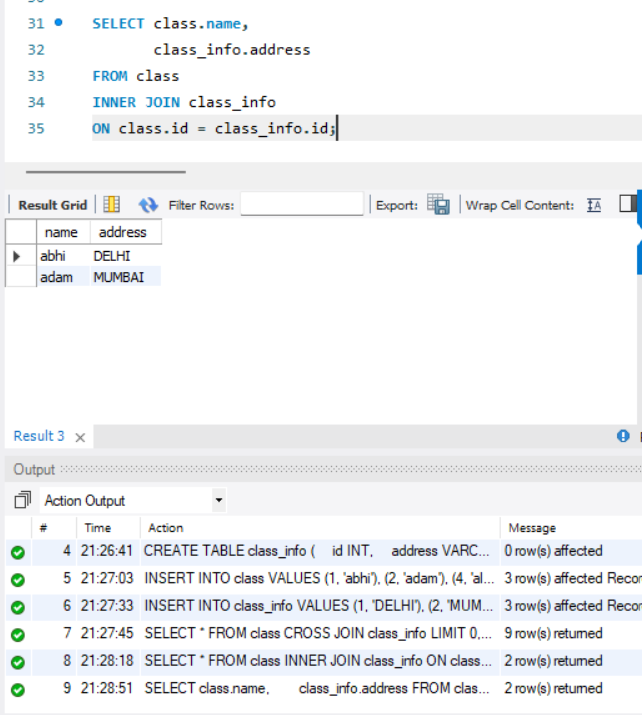 31 SELECT class.name,
32 class_info.address
33 FROM class
34 INNER JOIN class_info
35 ON class.id = class_info.id;
Result Grid Filter Rows: Export: Wrap Cell Content: IA
name address
abhi DELHI
adam MUMBAI
Result 3 ×
Output
Action Output
# Time Action Message
4 21:26:41 CREATE TABLE class_info ( id INT, address VARC... 0 row(s) affected
5 21:27:03 INSERT INTO class VALUES (1, 'abhi'), (2, 'adam'), (4, 'al... 3 row(s) affected Recor
6 21:27:33 INSERT INTO class_info VALUES (1, 'DELHI'), (2, 'MUM... 3 row(s) affected Recor
7 21:27:45 SELECT * FROM class CROSS JOIN class_info LIMIT 0,... 9 row(s) returned
8 21:28:18 SELECT * FROM class INNER JOIN class_info ON class... 2 row(s) returned
9 21:28:51 SELECT class.name, class_info.address FROM clas... 2 row(s) returned